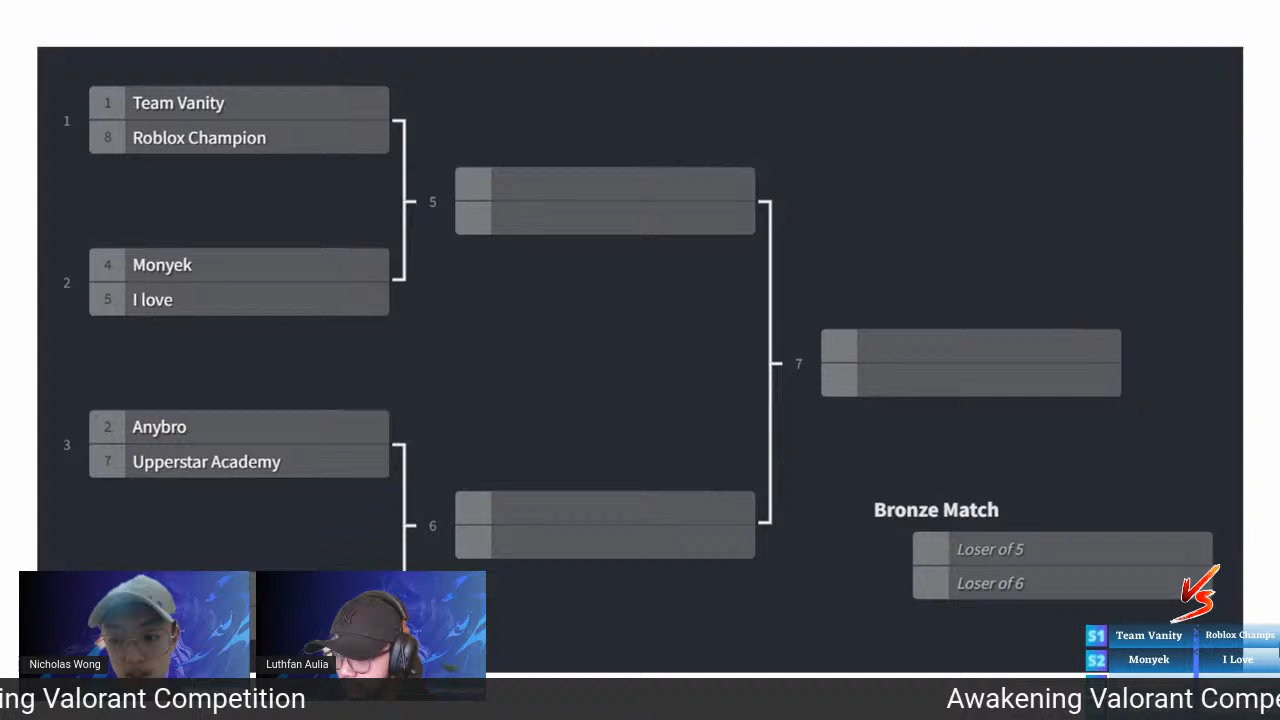 1 Team Vanity
1
8 Roblox Champion
5
4 Monyek
2
5 I love
7
2 Anybro
3
7 Upperstar Academy
6
Bronze Match
Loser of 5
Loser of 6
VS
S1 Team Vanity Roblox Champs
S2 Monyek I Love
Nicholas Wong
Luthfan Aulia
ing Valorant Competition
Awakening Valorant Compe